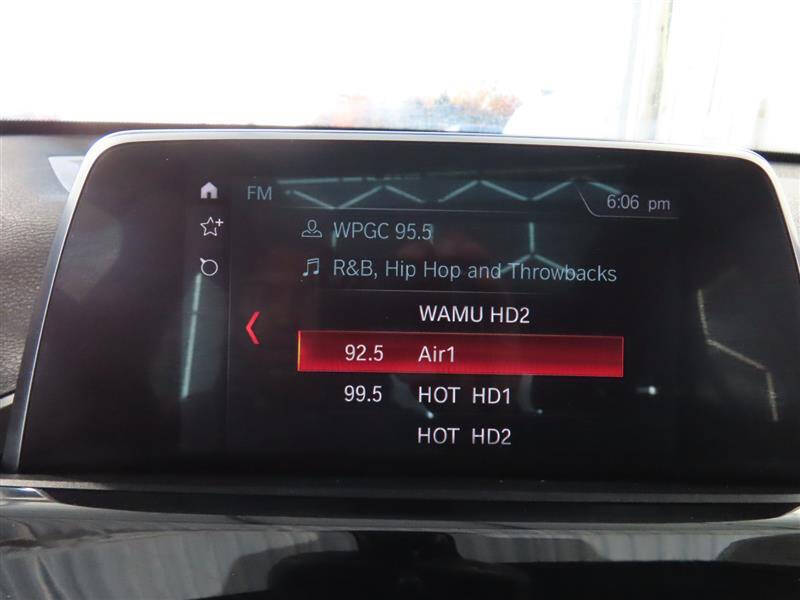 FM
6:06 pm
WPGC 95.5
R&B, Hip Hop and Throwbacks
WAMU HD2
92.5 Air1
99.5 HOT HD1
HOT HD2